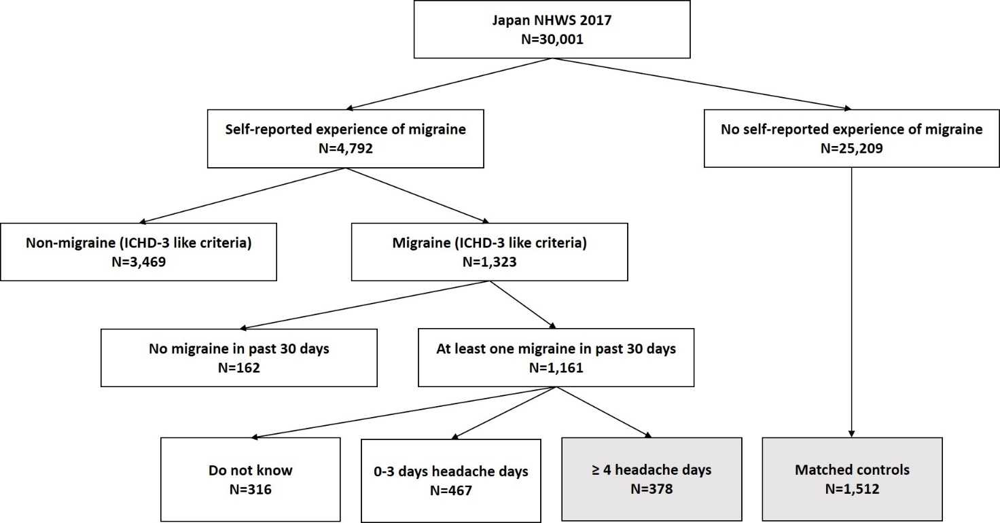 Japan NHWS 2017
N=30,001
Self-reported experience of migraine
N=4,792
No self-reported experience of migraine
N=25,209
Non-migraine (ICHD-3 like criteria)
N=3,469
Migraine (ICHD-3 like criteria)
N=1,323
No migraine in past 30 days
N=162
At least one migraine in past 30 days
N=1,161
Do not know
N=316
0-3 days headache days
N=467
≥ 4 headache days
N=378
Matched controls
N=1,512